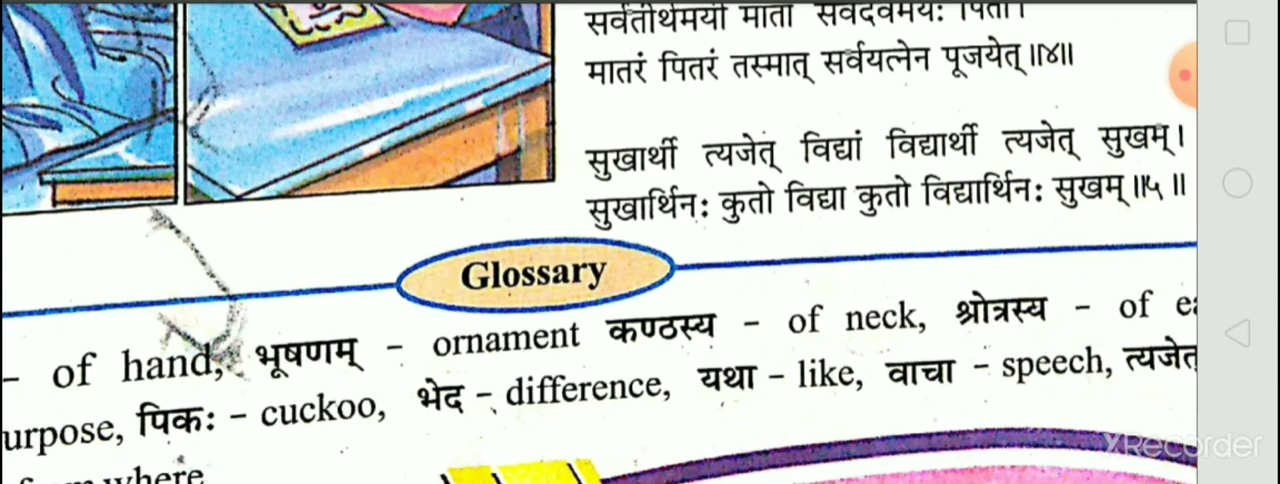 सर्वतीर्थमयी माता सर्वदेवमयः पिता।
मातरं पितरं तस्मात् सर्वयत्नेन पूजयेत् ॥४॥
सुखार्थी त्यजेत् विद्यां विद्यार्थी त्यजेत् सुखम्।
सुखार्थिनः कुतो विद्या कुतो विद्यार्थिनः सुखम् ॥५॥
Glossary
– of hand, भूषणम् – ornament कण्ठस्य – of neck, श्रोत्रस्य – of
urpose, पिकः – cuckoo, भेद – difference, यथा – like, वाचा – speech, त्यजेत्
where
XRecorder